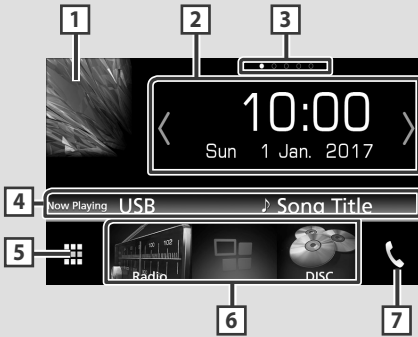 1
2
3
10:00
Sun 1 Jan. 2017
4
Now Playing USB ♪ Song Title
5
Radio
DISC
6
7